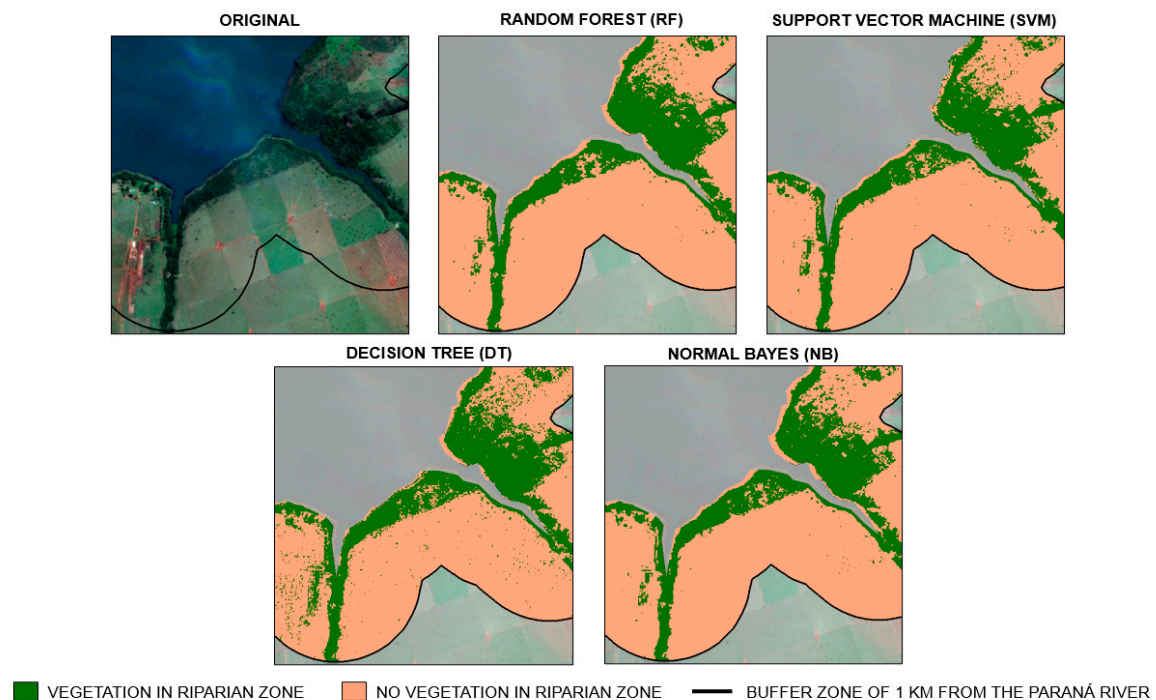 ORIGINAL
RANDOM FOREST (RF)
SUPPORT VECTOR MACHINE (SVM)
DECISION TREE (DT)
NORMAL BAYES (NB)
VEGETATION IN RIPARIAN ZONE
NO VEGETATION IN RIPARIAN ZONE
BUFFER ZONE OF 1 KM FROM THE PARANÁ RIVER